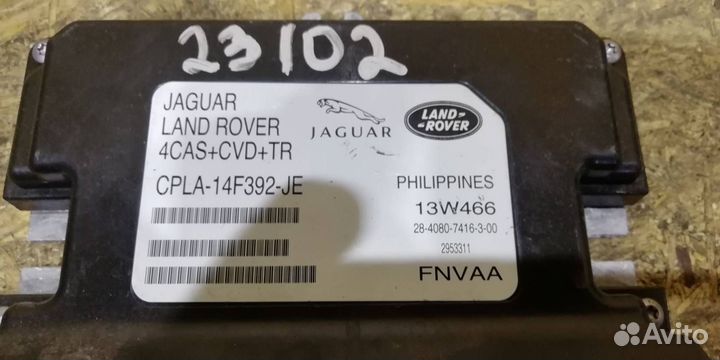 23102
JAGUAR
LAND ROVER
4CAS+CVD+TR
CPLA-14F392-JE
JAGUAR
LAND-
-ROVER
PHILIPPINES
13W466
28-4080-7416-3-00
2953311
FNVAA
Avito